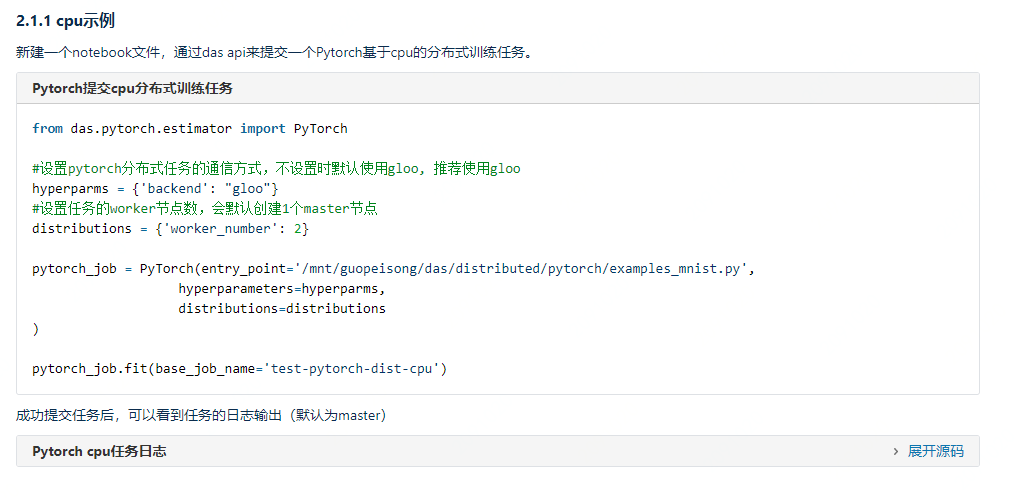 2.1.1 cpu示例
新建一个notebook文件，通过das api来提交一个Pytorch基于cpu的分布式训练任务。
Pytorch提交cpu分布式训练任务
from das.pytorch.estimator import PyTorch
#设置pytorch分布式任务的通信方式，不设置时默认使用gloo, 推荐使用gloo
hyperparms = {'backend': "gloo"}
#设置任务的worker节点数，会默认创建1个master节点
distributions = {'worker_number': 2}
pytorch_job = PyTorch(entry_point='/mnt/guopeisong/das/distributed/pytorch/examples_mnist.py',
hyperparameters=hyperparms,
distributions=distributions
)
pytorch_job.fit(base_job_name='test-pytorch-dist-cpu')
成功提交任务后，可以看到任务的日志输出（默认为master）
Pytorch cpu任务日志 › 展开源码